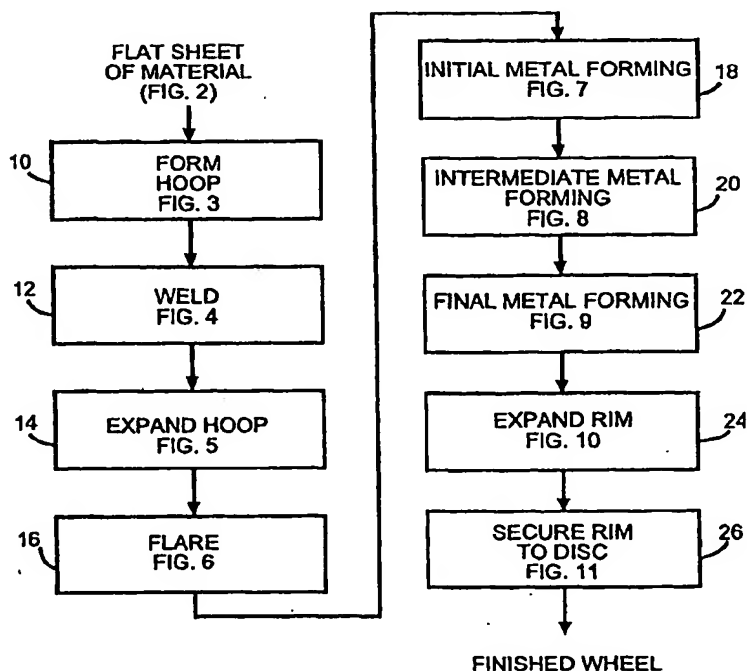 FLAT SHEET
OF MATERIAL
(FIG. 2)
10
FORM
HOOP
FIG. 3
12
WELD
FIG. 4
14
EXPAND HOOP
FIG. 5
16
FLARE
FIG. 6
INITIAL METAL FORMING
FIG. 7
18
INTERMEDIATE METAL
FORMING
FIG. 8
20
FINAL METAL FORMING
FIG. 9
22
EXPAND RIM
FIG. 10
24
SECURE RIM
TO DISC
FIG. 11
26
FINISHED WHEEL